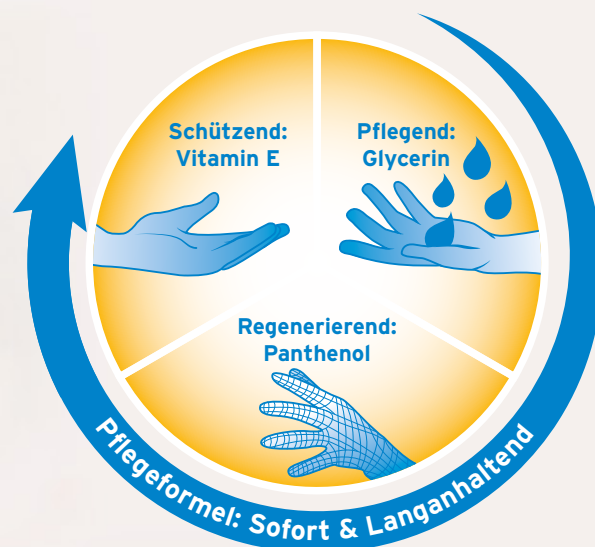 Schützend:
Vitamin E
Pflegend:
Glycerin
Regenerierend:
Panthenol
Pflegeformel: Sofort & Langanhaltend